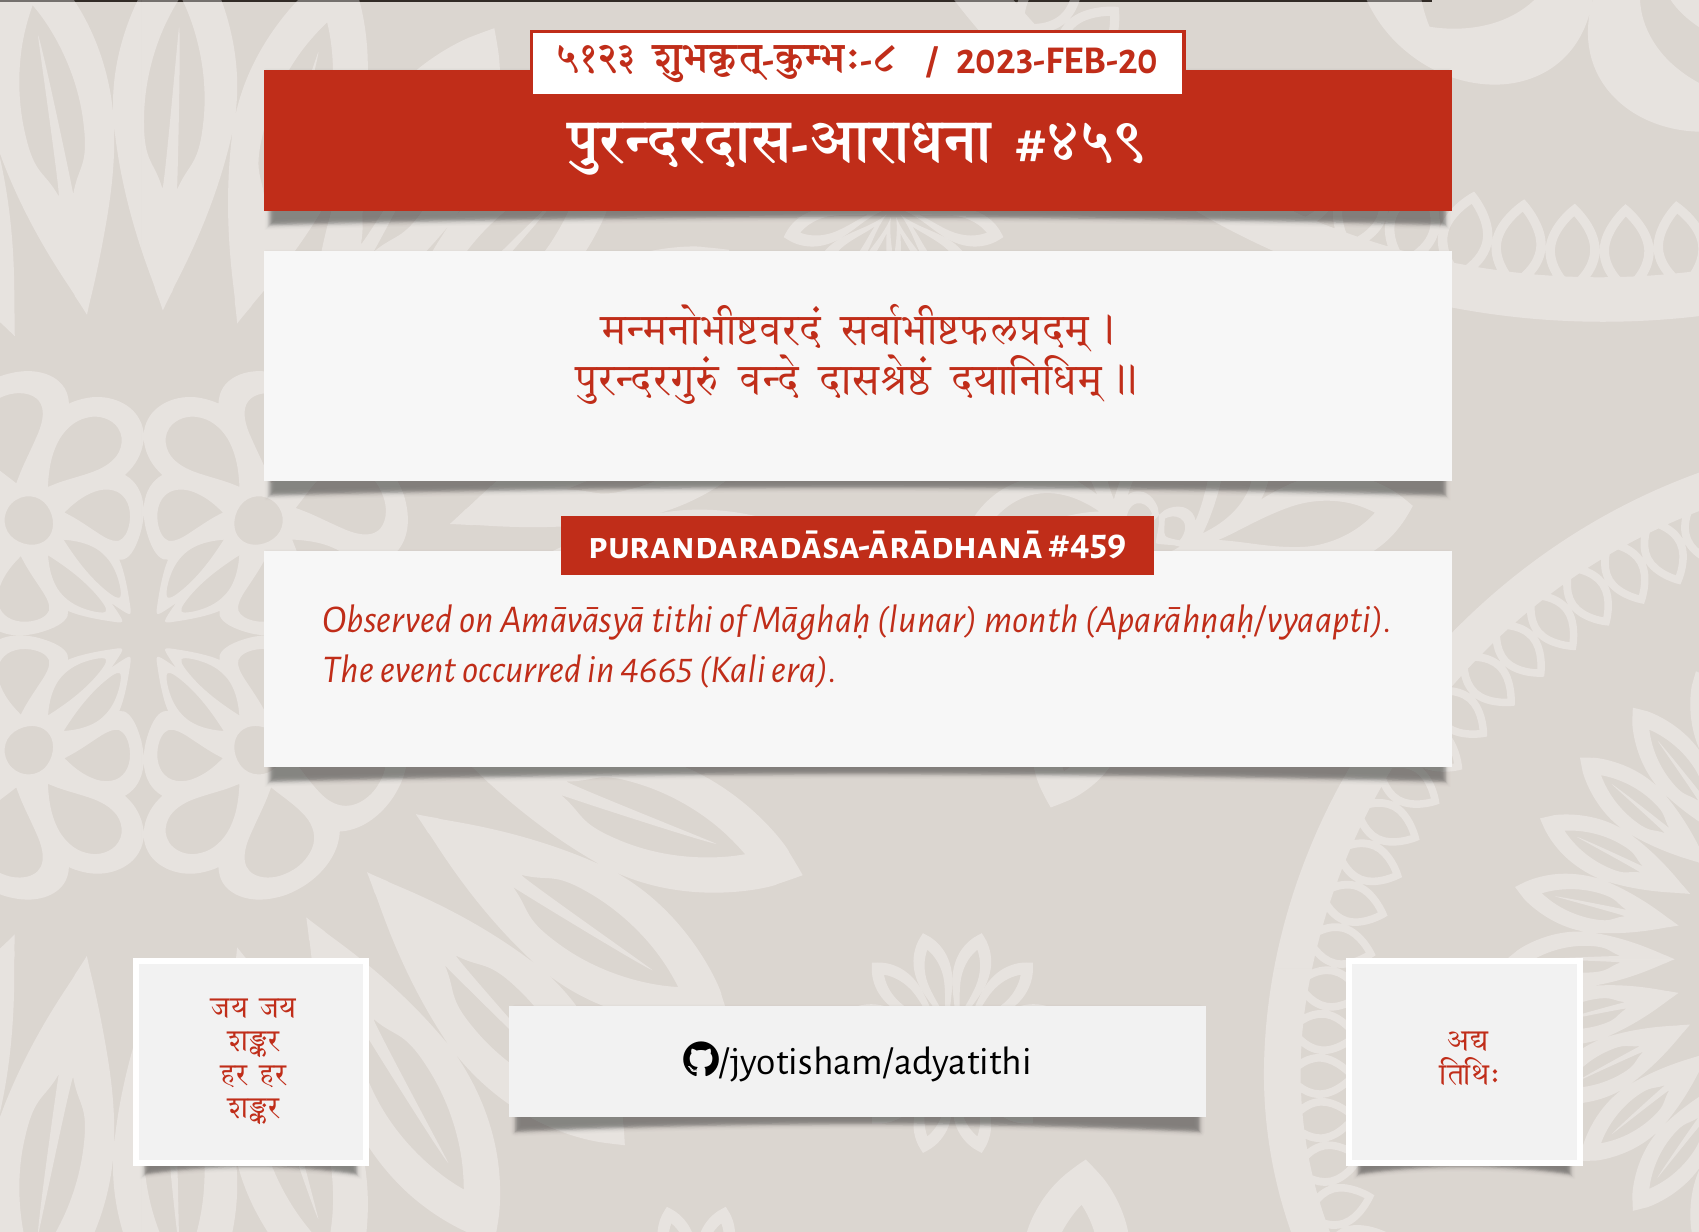 ५१२३ शुभकृत्-कुम्भः-८ / 2023-FEB-20
पुरन्दरदास-आराधना #४५९
मन्मनोभीष्टवरदं सर्वाभीष्टफलप्रदम्।
पुरन्दरगुरुं वन्दे दासश्रेष्ठं दयानिधिम्॥
PURANDARADĀSA-ĀRĀDHANĀ #459
Observed on Amāvāsyā tithi of Māghaḥ (lunar) month (Aparāhṇaḥ/vyaapti).
The event occurred in 4665 (Kali era).
जय जय
शङ्कर
हर हर
शङ्कर
/jyotisham/adyatithi
अद्य
तिथिः